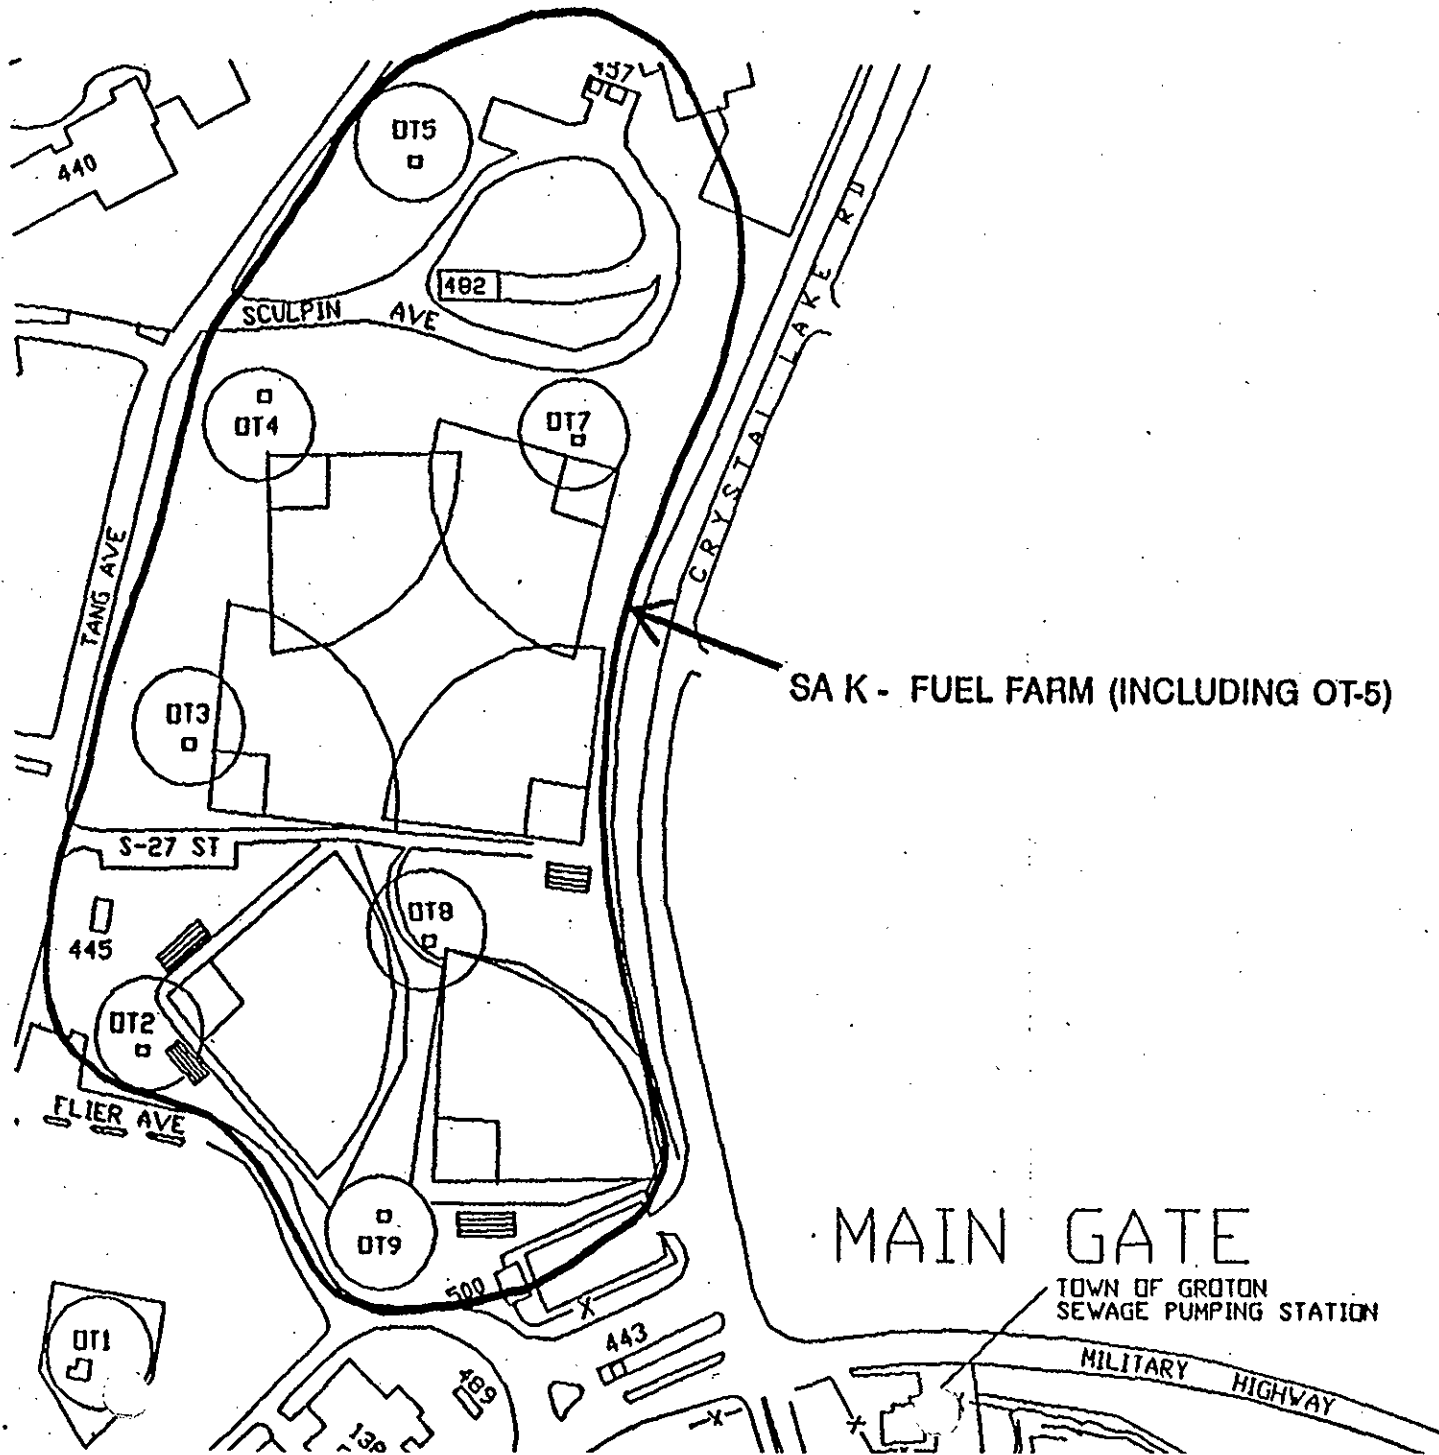 457
OT5
440
CRYSTAL LAKE RD
482
SCULPIN AVE
OT4
OT7
TANG AVE
SA K - FUEL FARM (INCLUDING OT-5)
OT3
S-27 ST
OT8
445
OT2
FLIER AVE
MAIN GATE
OT9
TOWN OF GROTON
SEWAGE PUMPING STATION
500
X
OT1
443
MILITARY HIGHWAY
489
X
X